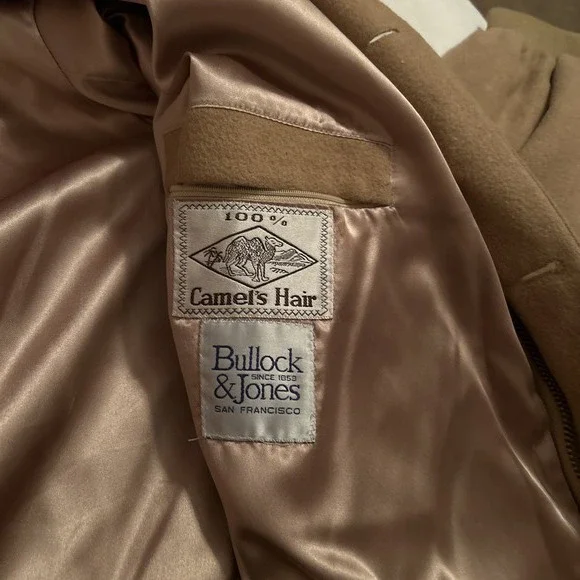 100%
Camel's Hair
Bullock
SINCE 1853
& Jones
SAN FRANCISCO